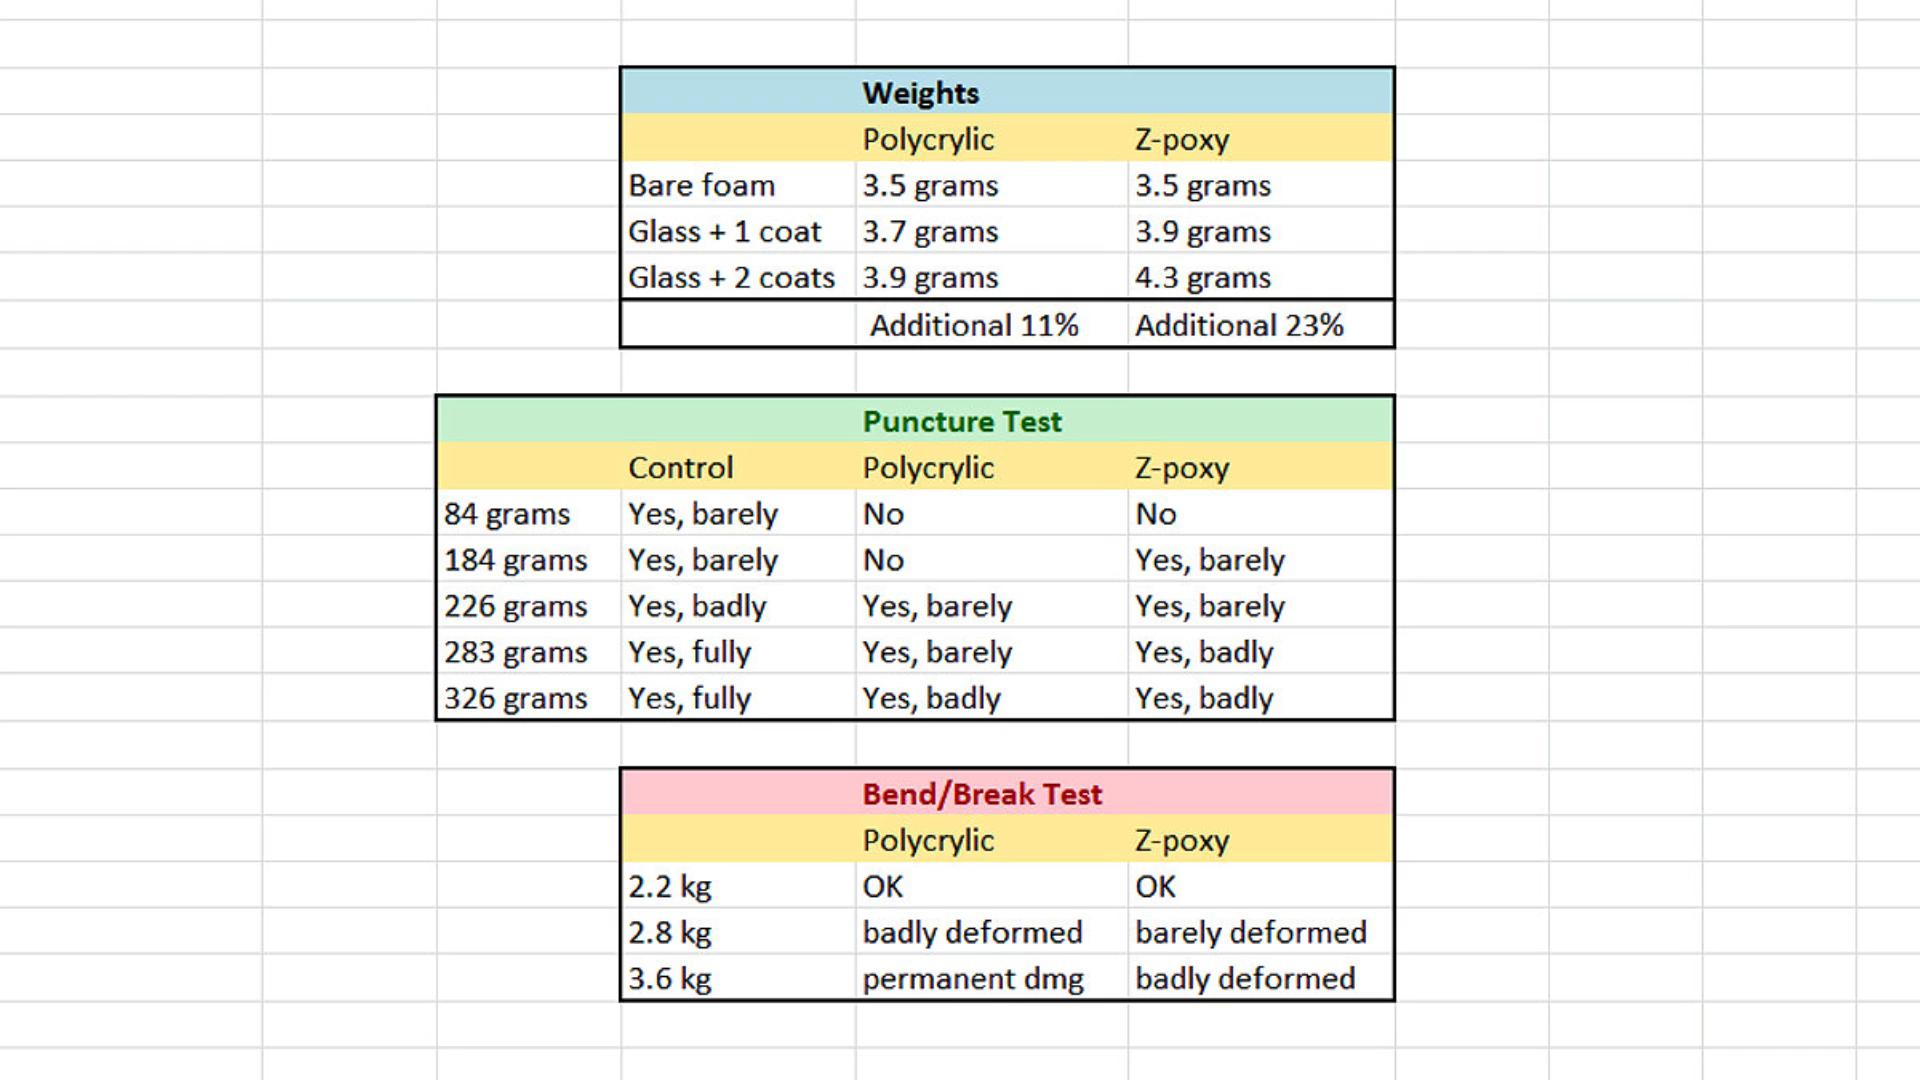 Weights
Polycrylic Z-poxy
Bare foam 3.5 grams 3.5 grams
Glass + 1 coat 3.7 grams 3.9 grams
Glass + 2 coats 3.9 grams 4.3 grams
Additional 11% Additional 23%
Puncture Test
Control Polycrylic Z-poxy
84 grams Yes, barely No No
184 grams Yes, barely No Yes, barely
226 grams Yes, badly Yes, barely Yes, barely
283 grams Yes, fully Yes, barely Yes, badly
326 grams Yes, fully Yes, badly Yes, badly
Bend/Break Test
Polycrylic Z-poxy
2.2 kg OK OK
2.8 kg badly deformed barely deformed
3.6 kg permanent dmg badly deformed